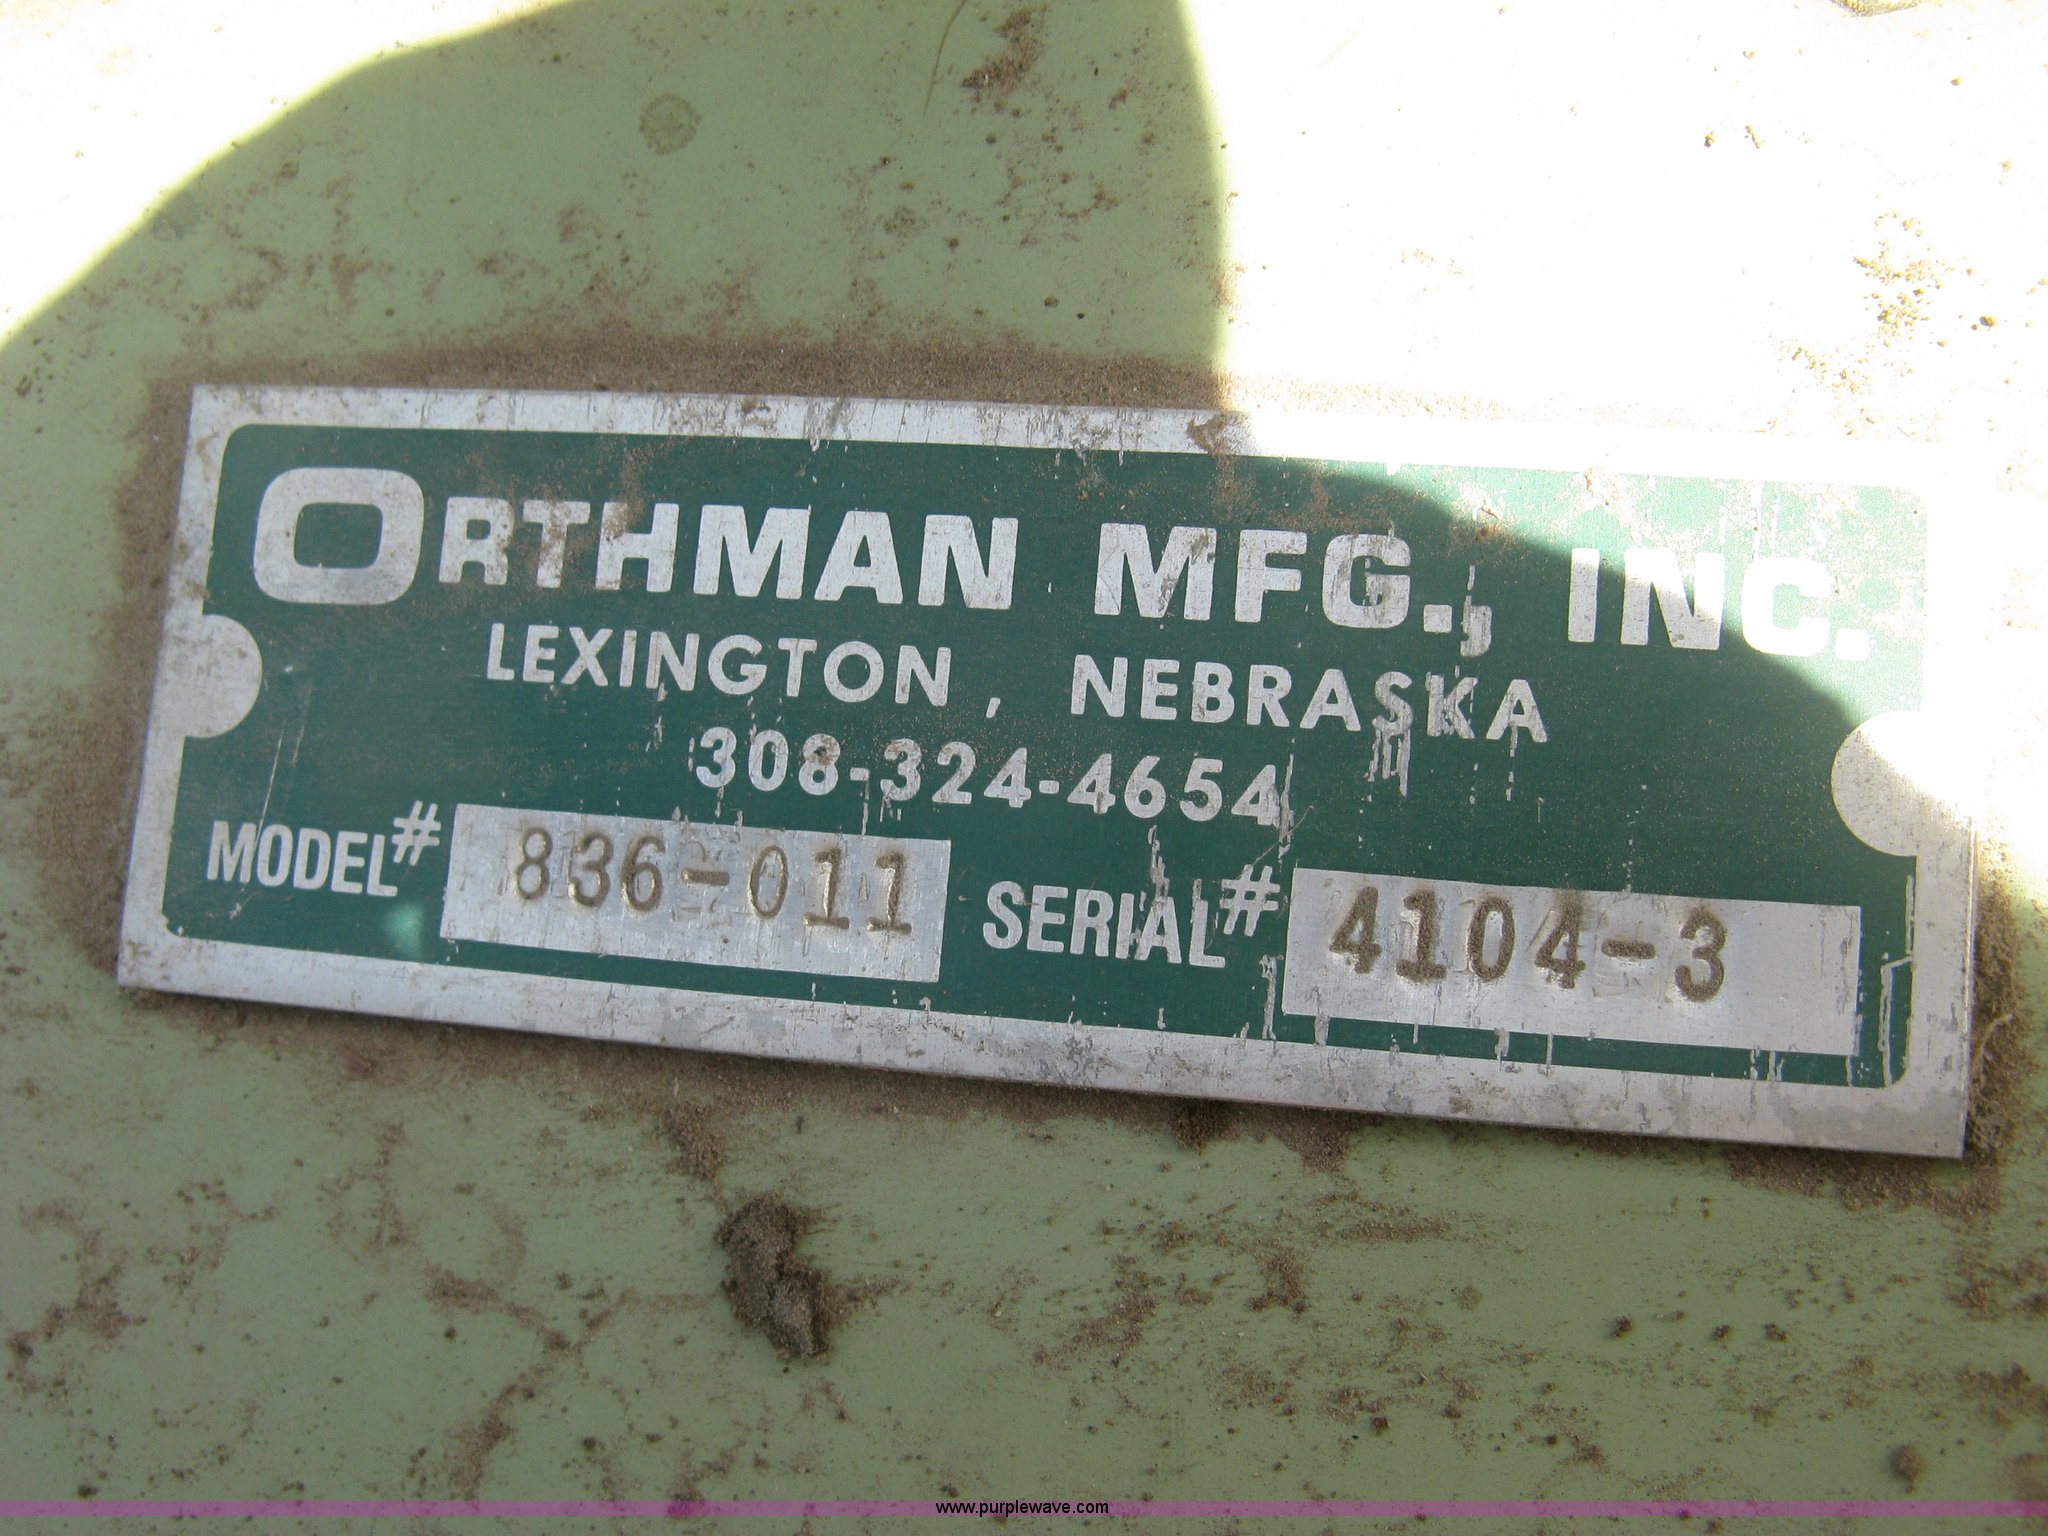 ORTHMAN MFG., INC.
LEXINGTON, NEBRASKA
308-324-4654
MODEL# 836-011 SERIAL# 4104-3
www.purplewave.com